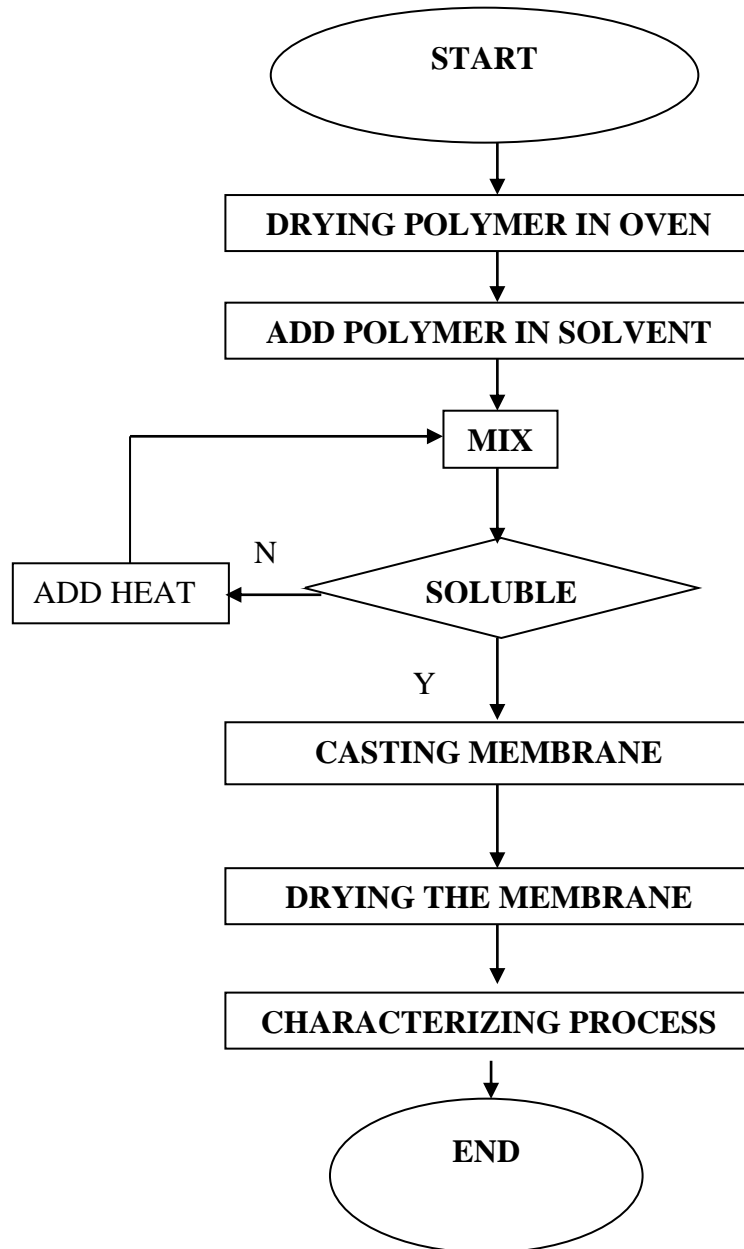 START
DRYING POLYMER IN OVEN
ADD POLYMER IN SOLVENT
MIX
N
ADD HEAT
SOLUBLE
Y
CASTING MEMBRANE
DRYING THE MEMBRANE
CHARACTERIZING PROCESS
END